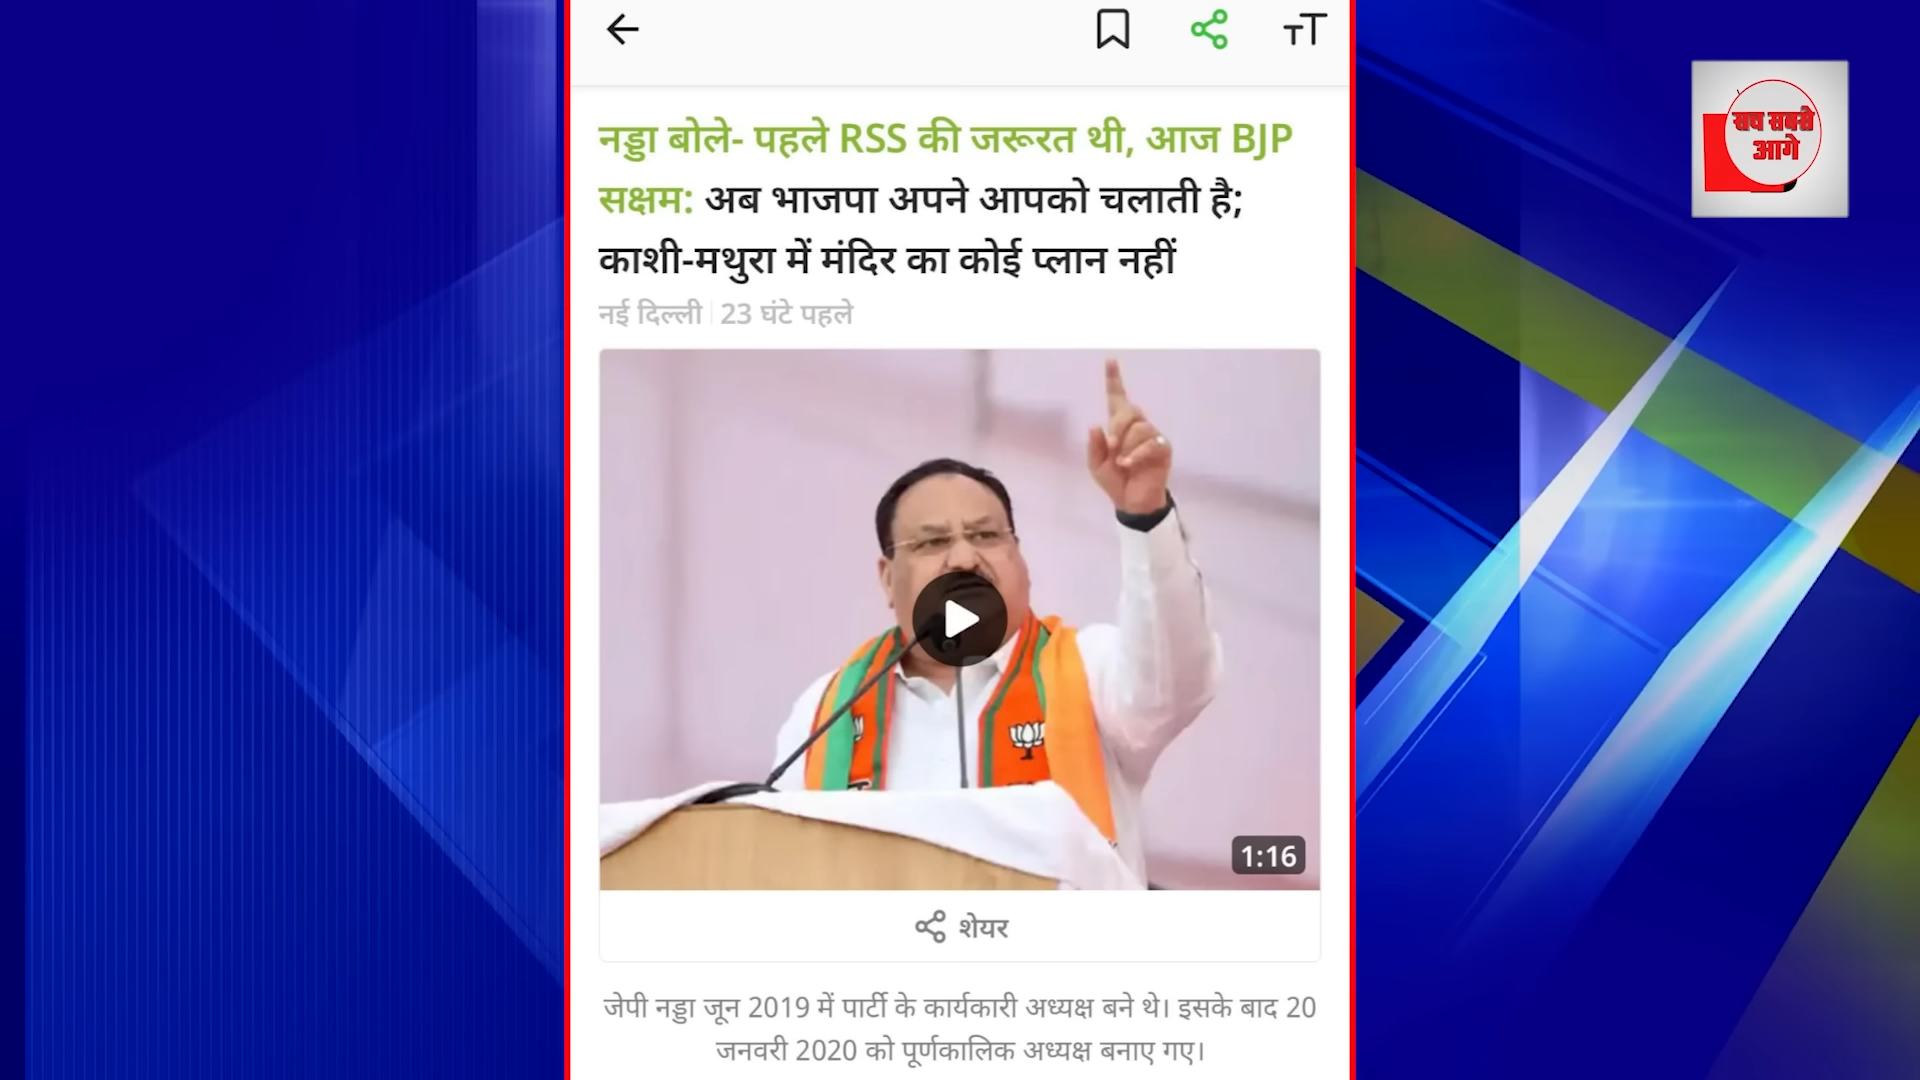 नड्डा बोले- पहले RSS की जरूरत थी, आज BJP
सक्षम: अब भाजपा अपने आपको चलाती है;
काशी-मथुरा में मंदिर का कोई प्लान नहीं
नई दिल्ली | 23 घंटे पहले
सच सबसे
आगे
1:16
शेयर
जेपी नड्डा जून 2019 में पार्टी के कार्यकारी अध्यक्ष बने थे। इसके बाद 20
जनवरी 2020 को पूर्णकालिक अध्यक्ष बनाए गए।